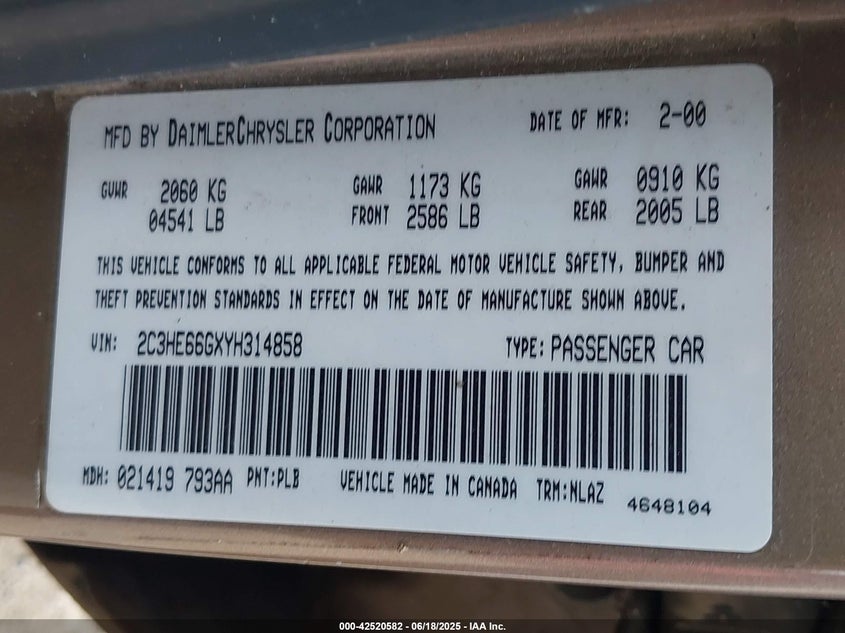 MFD BY DAIMLERCHRYSLER CORPORATION DATE OF MFR: 2-00
GVWR 2060 KG GAWR 1173 KG GAWR 0910 KG
04541 LB FRONT 2586 LB REAR 2005 LB
THIS VEHICLE CONFORMS TO ALL APPLICABLE FEDERAL MOTOR VEHICLE SAFETY, BUMPER AND
THEFT PREVENTION STANDARDS IN EFFECT ON THE DATE OF MANUFACTURE SHOWN ABOVE.
VIN: 2C3HE66GXYH314858 TYPE: PASSENGER CAR
MDH: 021419 793AA PNT:PLB VEHICLE MADE IN CANADA TRM:NLAZ 4648104
000-42520582 - 06/18/2025 - IAA Inc.